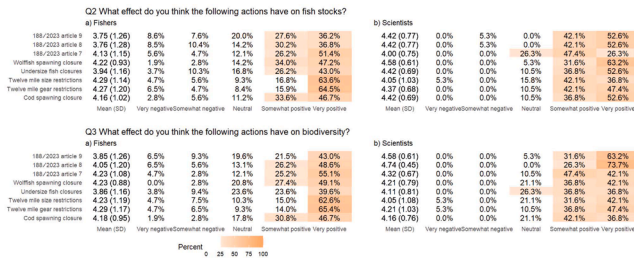 Q2 What effect do you think the following actions have on fish stocks?
a) Fishers b) Scientists
188/2023 article 9 3.75 (1.26) 8.6% 7.6% 20.0% 27.6% 36.2% 4.42 (0.77) 0.0% 5.3% 0.0% 42.1% 52.6%
188/2023 article 8 3.76 (1.28) 8.5% 10.4% 14.2% 30.2% 36.8% 4.42 (0.77) 0.0% 5.3% 0.0% 42.1% 52.6%
188/2023 article 7 4.13 (1.15) 5.6% 4.7% 12.1% 26.2% 51.4% 4.00 (0.75) 0.0% 0.0% 26.3% 47.4% 26.3%
Wolffish spawning closure 4.22 (0.93) 1.9% 2.8% 14.2% 34.0% 47.2% 4.58 (0.61) 0.0% 0.0% 5.3% 31.6% 63.2%
Undersize fish closures 3.94 (1.16) 3.7% 10.3% 16.8% 26.2% 43.0% 4.42 (0.69) 0.0% 0.0% 10.5% 36.8% 52.6%
Twelve mile size restrictions 4.29 (1.14) 4.7% 5.6% 9.3% 16.8% 63.6% 4.05 (1.03) 5.3% 0.0% 15.8% 42.1% 36.8%
Twelve mile gear restrictions 4.27 (1.20) 6.5% 4.7% 8.4% 15.9% 64.5% 4.37 (0.68) 0.0% 0.0% 10.5% 42.1% 47.4%
Cod spawning closure 4.16 (1.02) 2.8% 5.6% 11.2% 33.6% 46.7% 4.42 (0.69) 0.0% 0.0% 10.5% 36.8% 52.6%
Mean (SD) Very negative Somewhat negative Neutral Somewhat positive Very positive Mean (SD) Very negative Somewhat negative Neutral Somewhat positive Very positive
Q3 What effect do you think the following actions have on biodiversity?
a) Fishers b) Scientists
188/2023 article 9 3.85 (1.26) 6.5% 9.3% 19.6% 21.5% 43.0% 4.58 (0.61) 0.0% 0.0% 5.3% 31.6% 63.2%
188/2023 article 8 4.05 (1.20) 6.5% 5.6% 13.1% 26.2% 48.6% 4.74 (0.45) 0.0% 0.0% 0.0% 26.3% 73.7%
188/2023 article 7 4.23 (1.08) 4.7% 2.8% 12.1% 25.2% 55.1% 4.32 (0.67) 0.0% 0.0% 10.5% 47.4% 42.1%
Wolffish spawning closure 4.23 (0.88) 0.0% 2.8% 20.8% 27.4% 49.1% 4.21 (0.79) 0.0% 0.0% 21.1% 36.8% 42.1%
Undersize fish closures 3.86 (1.16) 3.8% 9.4% 23.6% 23.6% 39.6% 4.11 (0.81) 0.0% 0.0% 26.3% 36.8% 36.8%
Twelve mile size restrictions 4.23 (1.19) 4.7% 7.5% 10.3% 15.0% 62.6% 4.05 (1.08) 5.3% 0.0% 21.1% 31.6% 42.1%
Twelve mile gear restrictions 4.29 (1.17) 4.7% 6.5% 9.3% 14.0% 65.4% 4.21 (1.03) 5.3% 0.0% 10.5% 36.8% 47.4%
Cod spawning closure 4.18 (0.95) 1.9% 2.8% 17.8% 30.8% 46.7% 4.16 (0.76) 0.0% 0.0% 21.1% 42.1% 36.8%
Mean (SD) Very negative Somewhat negative Neutral Somewhat positive Very positive Mean (SD) Very negative Somewhat negative Neutral Somewhat positive Very positive
Percent
0 25 50 75 100